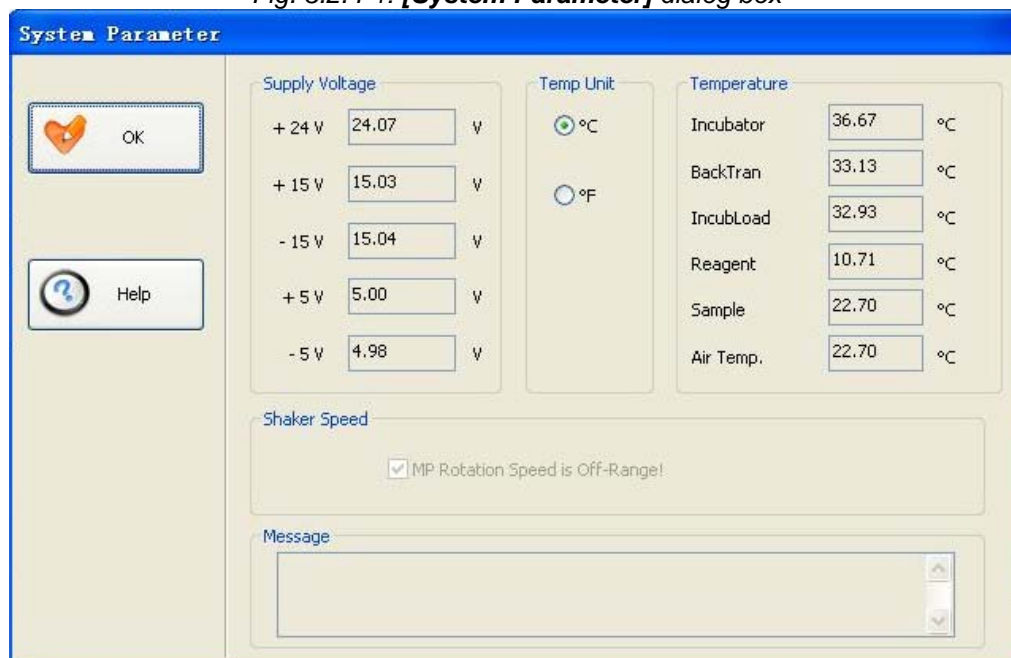 Fig. 3.2.74-1. [System Parameter] dialog box
System Parameter
OK
Help
Supply Voltage
+ 24 V 24.07 V
+ 15 V 15.03 V
- 15 V 15.04 V
+ 5 V 5.00 V
- 5 V 4.98 V
Temp Unit
°C
°F
Temperature
Incubator 36.67 °C
BackTran 33.13 °C
IncubLoad 32.93 °C
Reagent 10.71 °C
Sample 22.70 °C
Air Temp. 22.70 °C
Shaker Speed
MP Rotation Speed is Off-Range!
Message